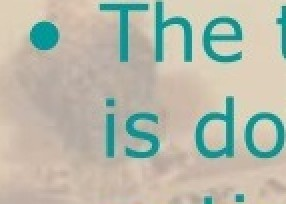 • The
is do